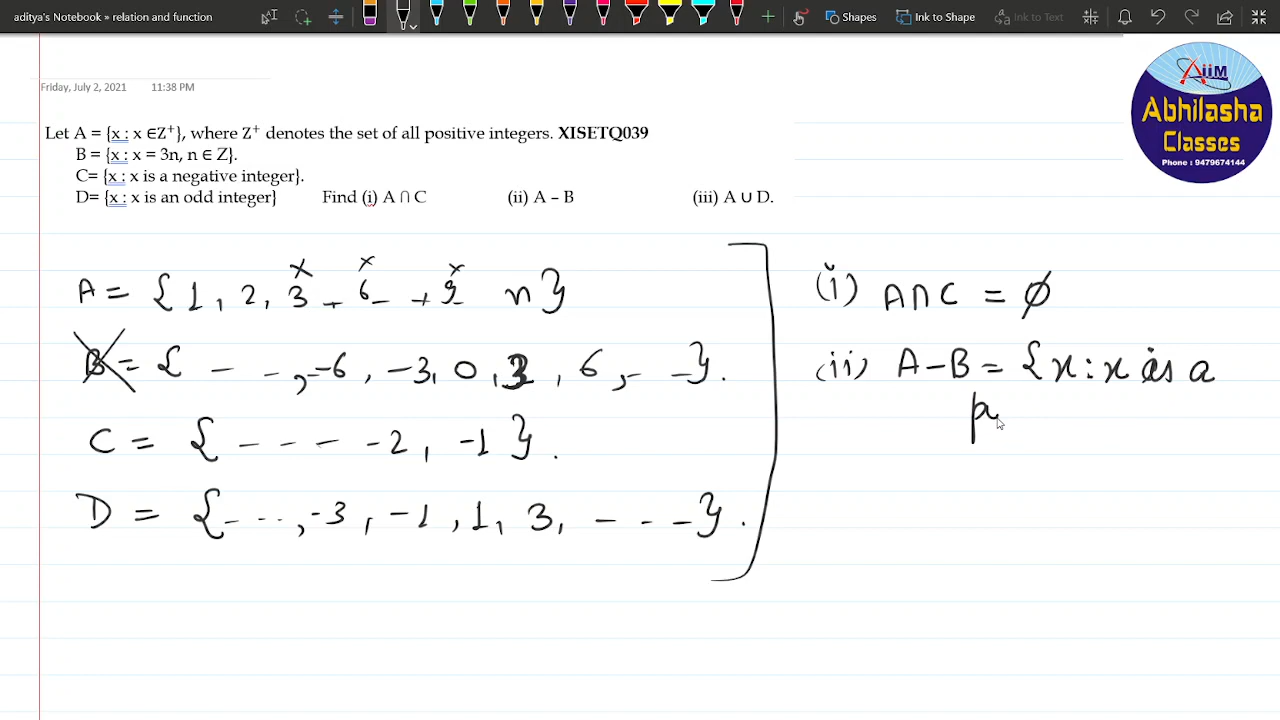 aditya's Notebook » relation and function
Shapes
Ink to Shape
Ink to Text
Friday, July 2, 2021 11:38 PM
AiiM
Abhilasha
Classes
Phone : 9479674144
Let A = {x : x ∈Z⁺}, where Z⁺ denotes the set of all positive integers. XISETQ039
B = {x : x = 3n, n ∈ Z}.
C= {x : x is a negative integer}.
D= {x : x is an odd integer} Find (i) A ∩ C (ii) A – B (iii) A ∪ D.
A = { 1, 2, 3 - 6 - + 9 - n }
B = { - - , -6, -3, 0, 3, 6, - - }.
C = { - - - -2, -1 }.
D = { - - - , -3, -1, 1, 3, - - - }.
(i) A∩C = ∅
(ii) A-B = { x : x is a